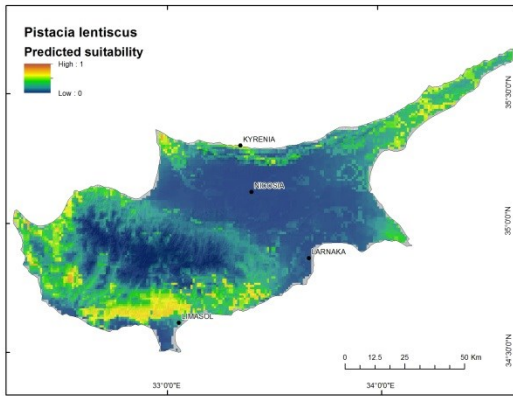 Pistacia lentiscus
Predicted suitability
High : 1
Low : 0
KYRENIA
NICOSIA
LARNAKA
LIMASOL
35°30'0"N
35°0'0"N
34°30'0"N
0 12.5 25 50 Km
33°0'0"E 34°0'0"E